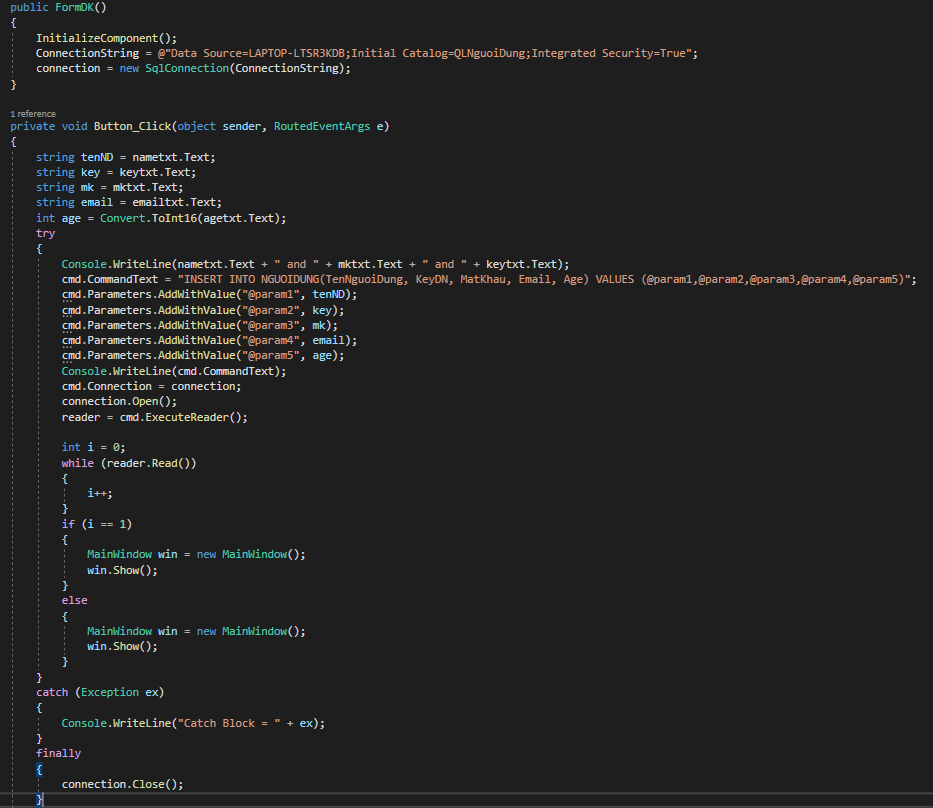 public FormDK()
{
InitializeComponent();
ConnectionString = @"Data Source=LAPTOP-LTSR3KDB;Initial Catalog=QLNguoiDung;Integrated Security=True";
connection = new SqlConnection(ConnectionString);
}
1 reference
private void Button_Click(object sender, RoutedEventArgs e)
{
string tenND = nametxt.Text;
string key = keytxt.Text;
string mk = mktxt.Text;
string email = emailtxt.Text;
int age = Convert.ToInt16(agetxt.Text);
try
{
Console.WriteLine(nametxt.Text + " and " + mktxt.Text + " and " + keytxt.Text);
cmd.CommandText = "INSERT INTO NGUOIDUNG(TenNguoiDung, KeyDN, MatKhau, Email, Age) VALUES (@param1,@param2,@param3,@param4,@param5)";
cmd.Parameters.AddWithValue("@param1", tenND);
cmd.Parameters.AddWithValue("@param2", key);
cmd.Parameters.AddWithValue("@param3", mk);
cmd.Parameters.AddWithValue("@param4", email);
cmd.Parameters.AddWithValue("@param5", age);
Console.WriteLine(cmd.CommandText);
cmd.Connection = connection;
connection.Open();
reader = cmd.ExecuteReader();
int i = 0;
while (reader.Read())
{
i++;
}
if (i == 1)
{
MainWindow win = new MainWindow();
win.Show();
}
else
{
MainWindow win = new MainWindow();
win.Show();
}
}
catch (Exception ex)
{
Console.WriteLine("Catch Block = " + ex);
}
finally
{
connection.Close();
}